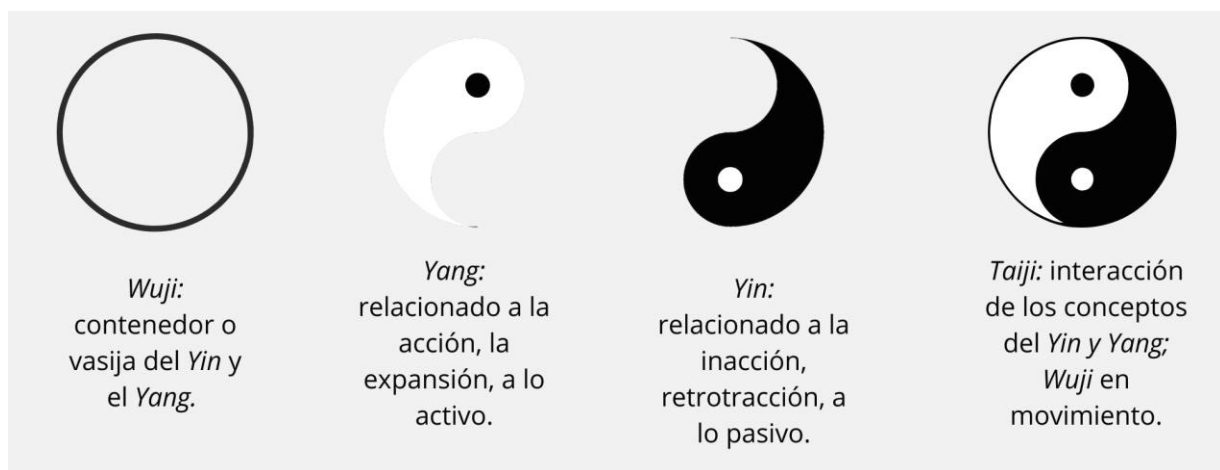 Wuji:
contenedor o
vasija del Yin y
el Yang.
Yang:
relacionado a la
acción, la
expansión, a lo
activo.
Yin:
relacionado a la
inacción,
retrotracción, a
lo pasivo.
Taiji: interacción
de los conceptos
del Yin y Yang;
Wuji en
movimiento.